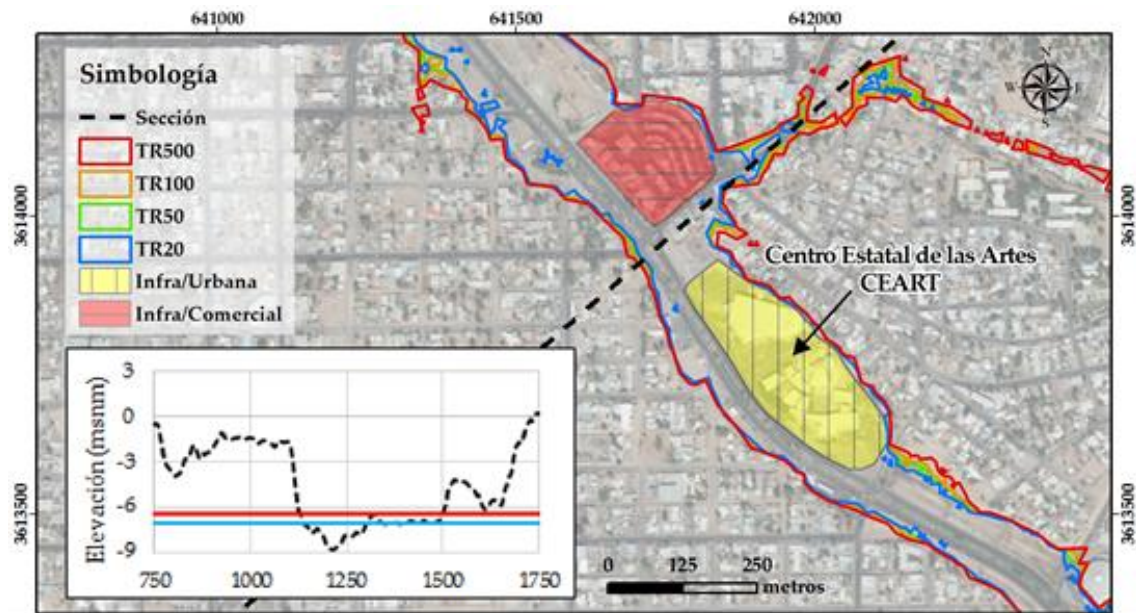 641000
641500
642000
Simbología
Sección
TR500
TR100
TR50
TR20
Infra/Urbana
Infra/Comercial
N
W
E
S
3614000
3614000
Centro Estatal de las Artes
CEART
3613500
3613500
Elevación (msnm)
3
0
-3
-6
-9
750
1000
1250
1500
1750
0
125
250
metros